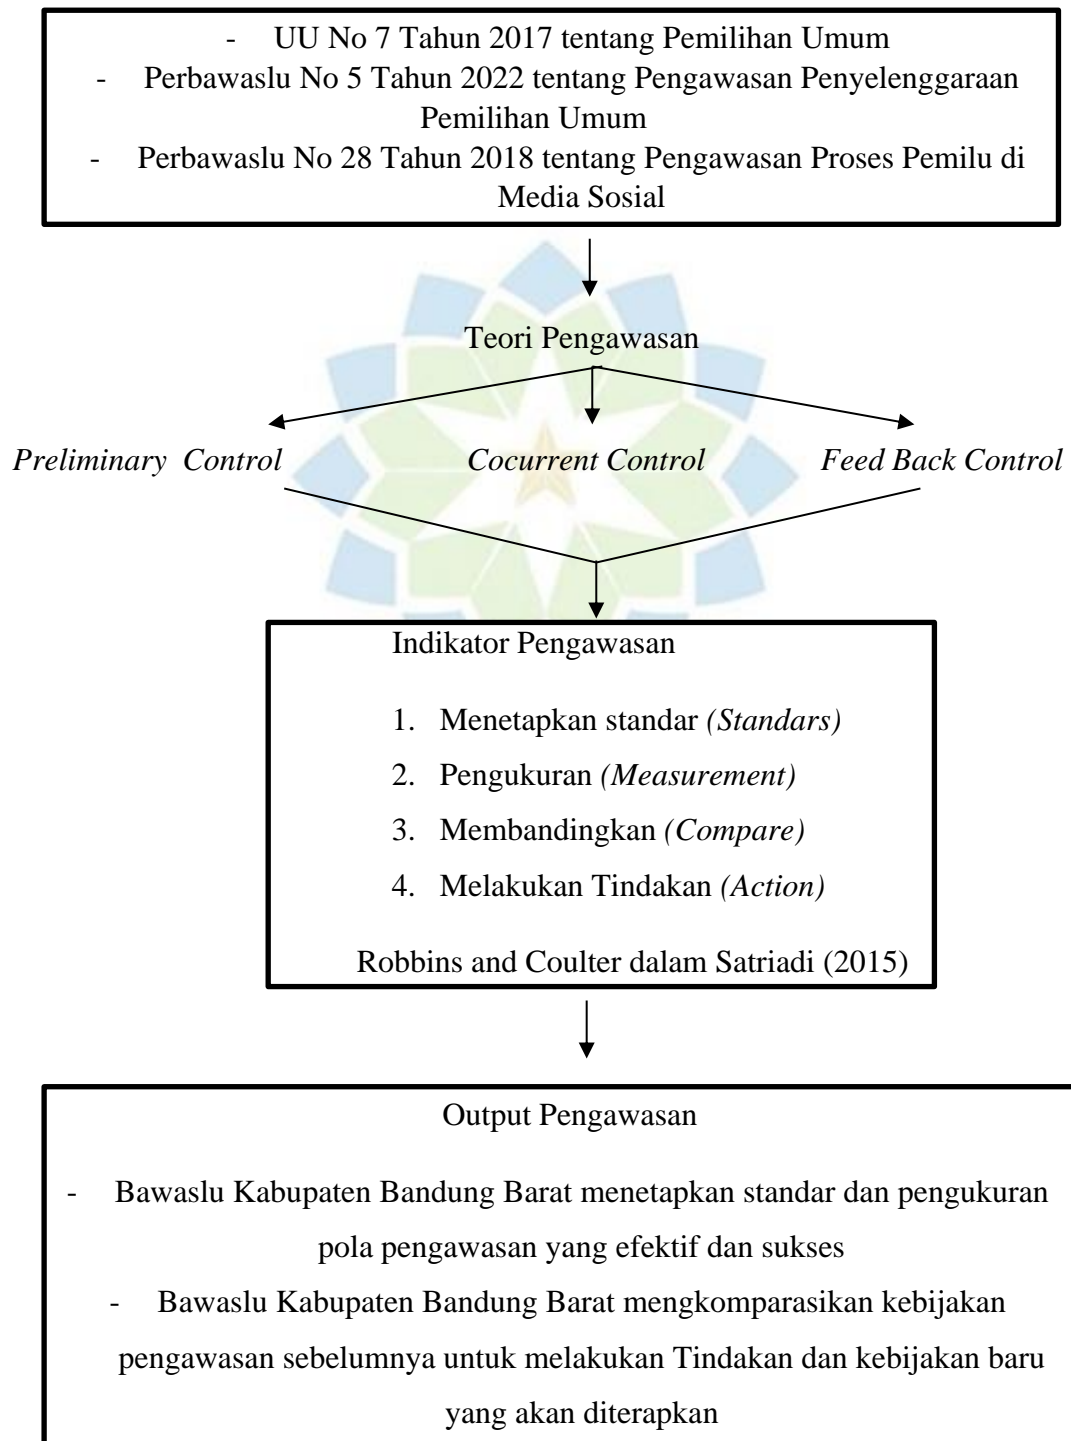 - UU No 7 Tahun 2017 tentang Pemilihan Umum
- Perbawaslu No 5 Tahun 2022 tentang Pengawasan Penyelenggaraan
Pemilihan Umum
- Perbawaslu No 28 Tahun 2018 tentang Pengawasan Proses Pemilu di
Media Sosial
Teori Pengawasan
Preliminary Control Cocurrent Control Feed Back Control
Indikator Pengawasan
1. Menetapkan standar (Standars)
2. Pengukuran (Measurement)
3. Membandingkan (Compare)
4. Melakukan Tindakan (Action)
Robbins and Coulter dalam Satriadi (2015)
Output Pengawasan
- Bawaslu Kabupaten Bandung Barat menetapkan standar dan pengukuran
pola pengawasan yang efektif dan sukses
- Bawaslu Kabupaten Bandung Barat mengkomparasikan kebijakan
pengawasan sebelumnya untuk melakukan Tindakan dan kebijakan baru
yang akan diterapkan